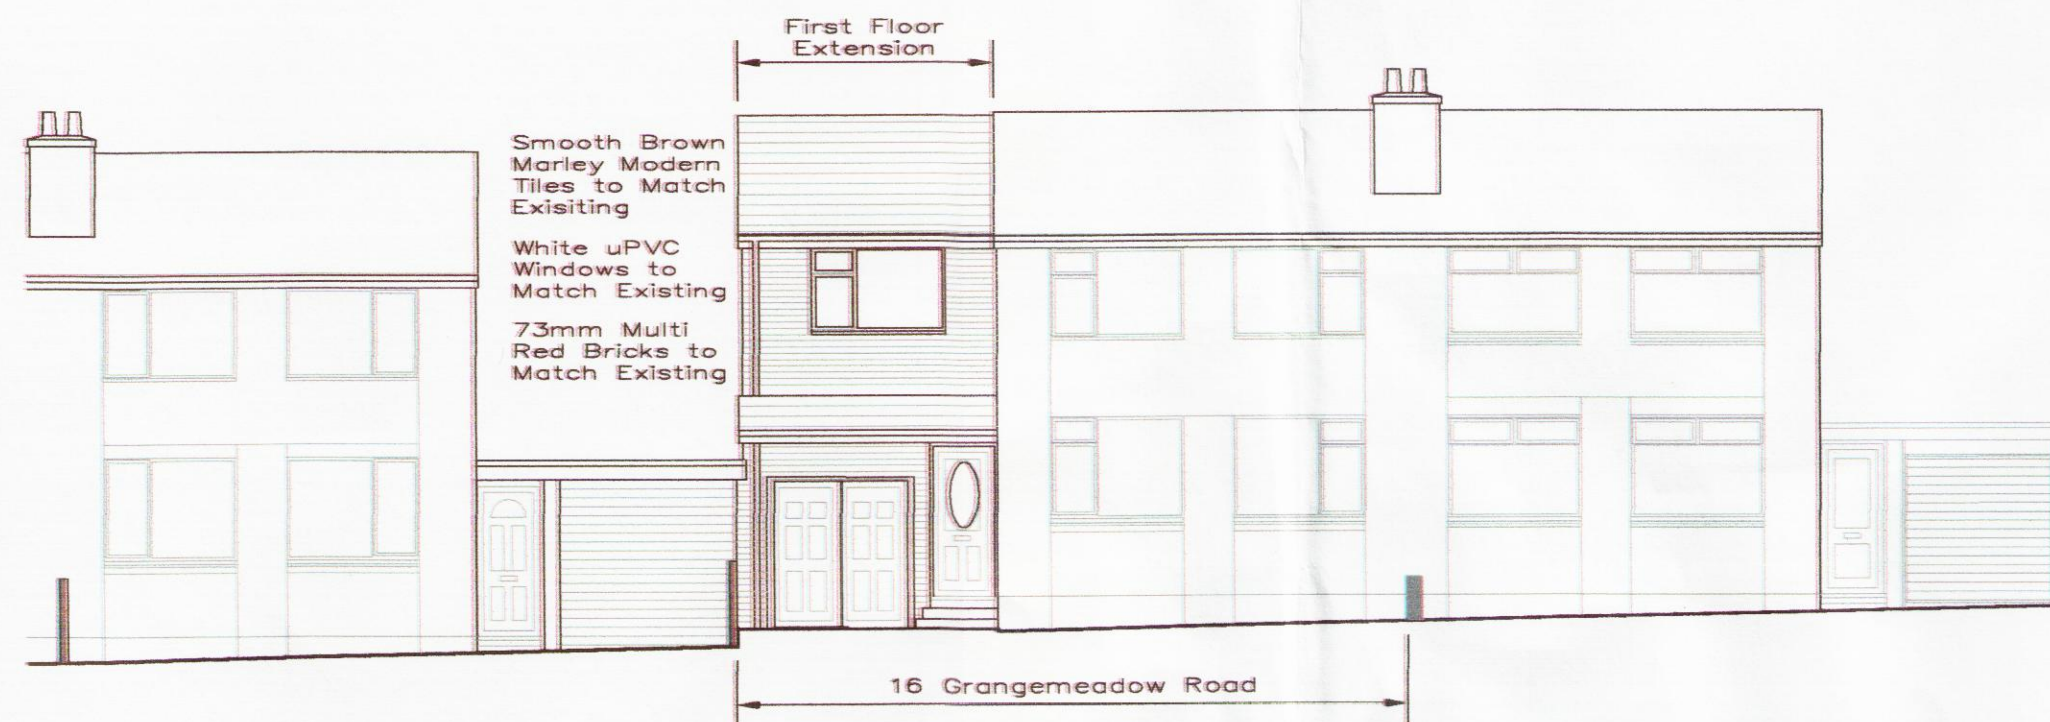 First Floor
Extension
Smooth Brown
Marley Modern
Tiles to Match
Exisiting
White uPVC
Windows to
Match Existing
73mm Multi
Red Bricks to
Match Existing
16 Grangemeadow Road